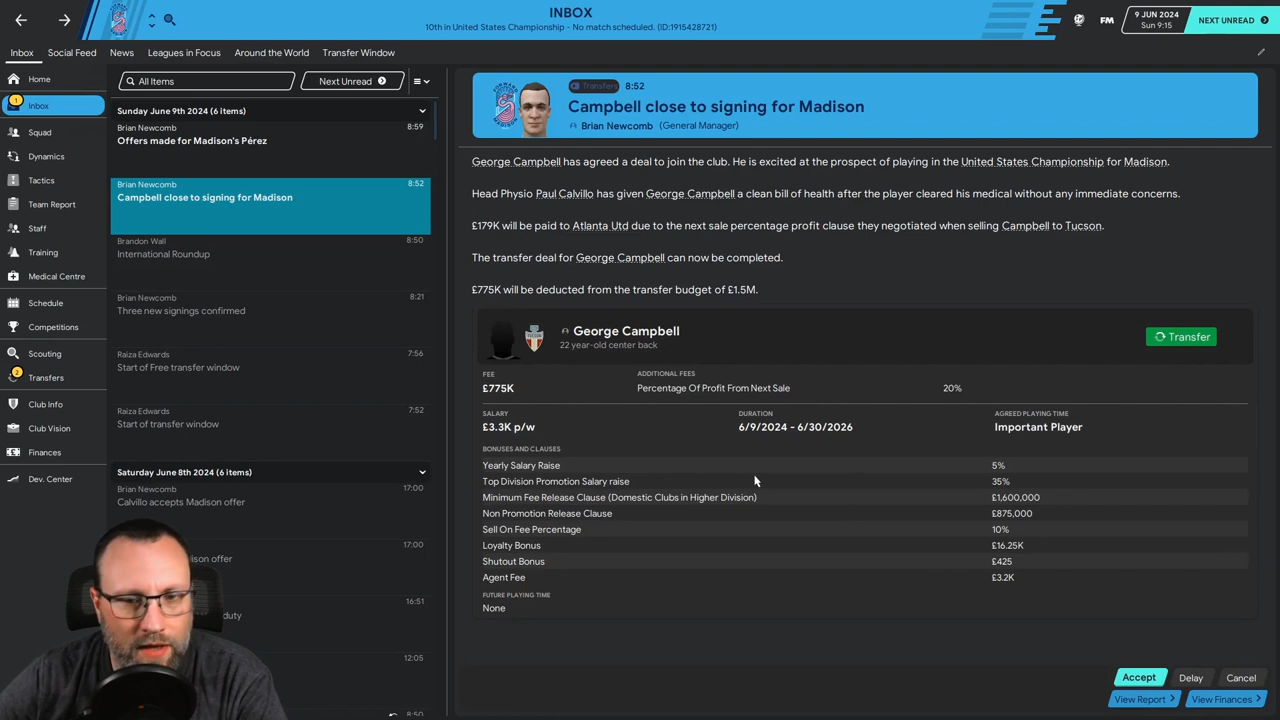 INBOX
10th in United States Championship - No match scheduled. (ID:1915428721)
FM
9 JUN 2024
Sun 9:15
NEXT UNREAD
Inbox
Social Feed
News
Leagues in Focus
Around the World
Transfer Window
Home
1
Inbox
Squad
Dynamics
Tactics
Team Report
Staff
Training
Medical Centre
Schedule
Competitions
Scouting
2
Transfers
Club Info
Club Vision
Finances
Dev. Center
All Items
Next Unread
Sunday June 9th 2024 (6 items)
Brian Newcomb
8:59
Offers made for Madison's Pérez
Brian Newcomb
8:52
Campbell close to signing for Madison
Brandon Wall
8:50
International Roundup
Brian Newcomb
8:21
Three new signings confirmed
Raiza Edwards
7:56
Start of Free transfer window
Raiza Edwards
7:52
Start of transfer window
Saturday June 8th 2024 (6 items)
Brian Newcomb
17:00
Calvillo accepts Madison offer
17:00
ison offer
16:51
duty
12:05
8:50
Transfers
8:52
Campbell close to signing for Madison
Brian Newcomb (General Manager)
George Campbell has agreed a deal to join the club. He is excited at the prospect of playing in the United States Championship for Madison.
Head Physio Paul Calvillo has given George Campbell a clean bill of health after the player cleared his medical without any immediate concerns.
£179K will be paid to Atlanta Utd due to the next sale percentage profit clause they negotiated when selling Campbell to Tucson.
The transfer deal for George Campbell can now be completed.
£775K will be deducted from the transfer budget of £1.5M.
George Campbell
22 year-old center back
Transfer
FEE
ADDITIONAL FEES
£775K
Percentage Of Profit From Next Sale
20%
SALARY
DURATION
AGREED PLAYING TIME
£3.3K p/w
6/9/2024 - 6/30/2026
Important Player
BONUSES AND CLAUSES
Yearly Salary Raise
5%
Top Division Promotion Salary raise
35%
Minimum Fee Release Clause (Domestic Clubs in Higher Division)
£1,600,000
Non Promotion Release Clause
£875,000
Sell On Fee Percentage
10%
Loyalty Bonus
£16.25K
Shutout Bonus
£425
Agent Fee
£3.2K
FUTURE PLAYING TIME
None
Accept
Delay
Cancel
View Report
View Finances